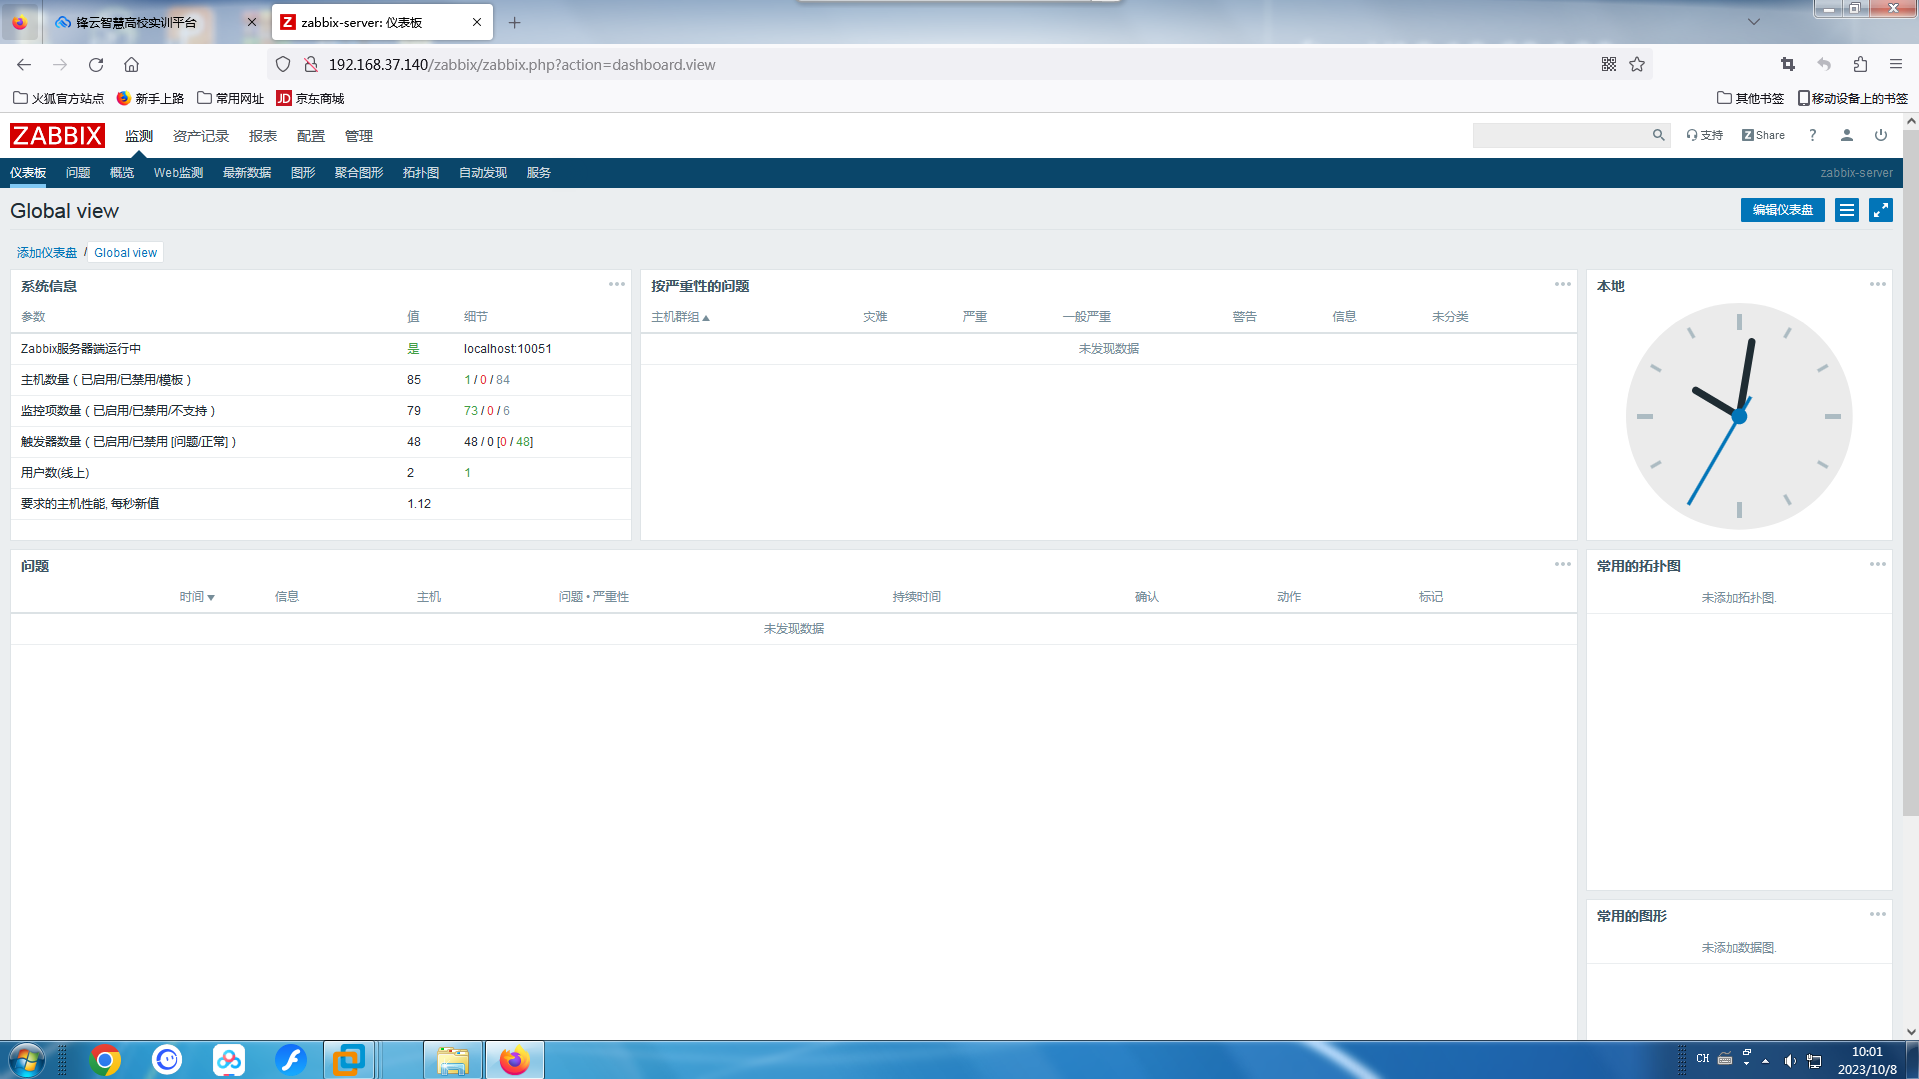 锋云智慧高校实训平台
zabbix-server: 仪表板
192.168.37.140/zabbix/zabbix.php?action=dashboard.view
火狐官方站点 新手上路 常用网址 JD 京东商城 其他书签 移动设备上的书签
ZABBIX 监测 资产记录 报表 配置 管理 支持 Z Share ?
仪表板 问题 概览 Web监测 最新数据 图形 聚合图形 拓扑图 自动发现 服务 zabbix-server
Global view 编辑仪表盘
添加仪表盘 / Global view
系统信息
参数 值 细节
Zabbix服务器端运行中 是 localhost:10051
主机数量（已启用/已禁用/模板） 85 1 / 0 / 84
监控项数量（已启用/已禁用/不支持） 79 73 / 0 / 6
触发器数量（已启用/已禁用 [问题/正常]） 48 48 / 0 [0 / 48]
用户数(线上) 2 1
要求的主机性能, 每秒新值 1.12
按严重性的问题
主机群组 灾难 严重 一般严重 警告 信息 未分类
未发现数据
本地
问题
时间 信息 主机 问题 • 严重性 持续时间 确认 动作 标记
未发现数据
常用的拓扑图
未添加拓扑图.
常用的图形
未添加数据图.
CH
10:01
2023/10/8